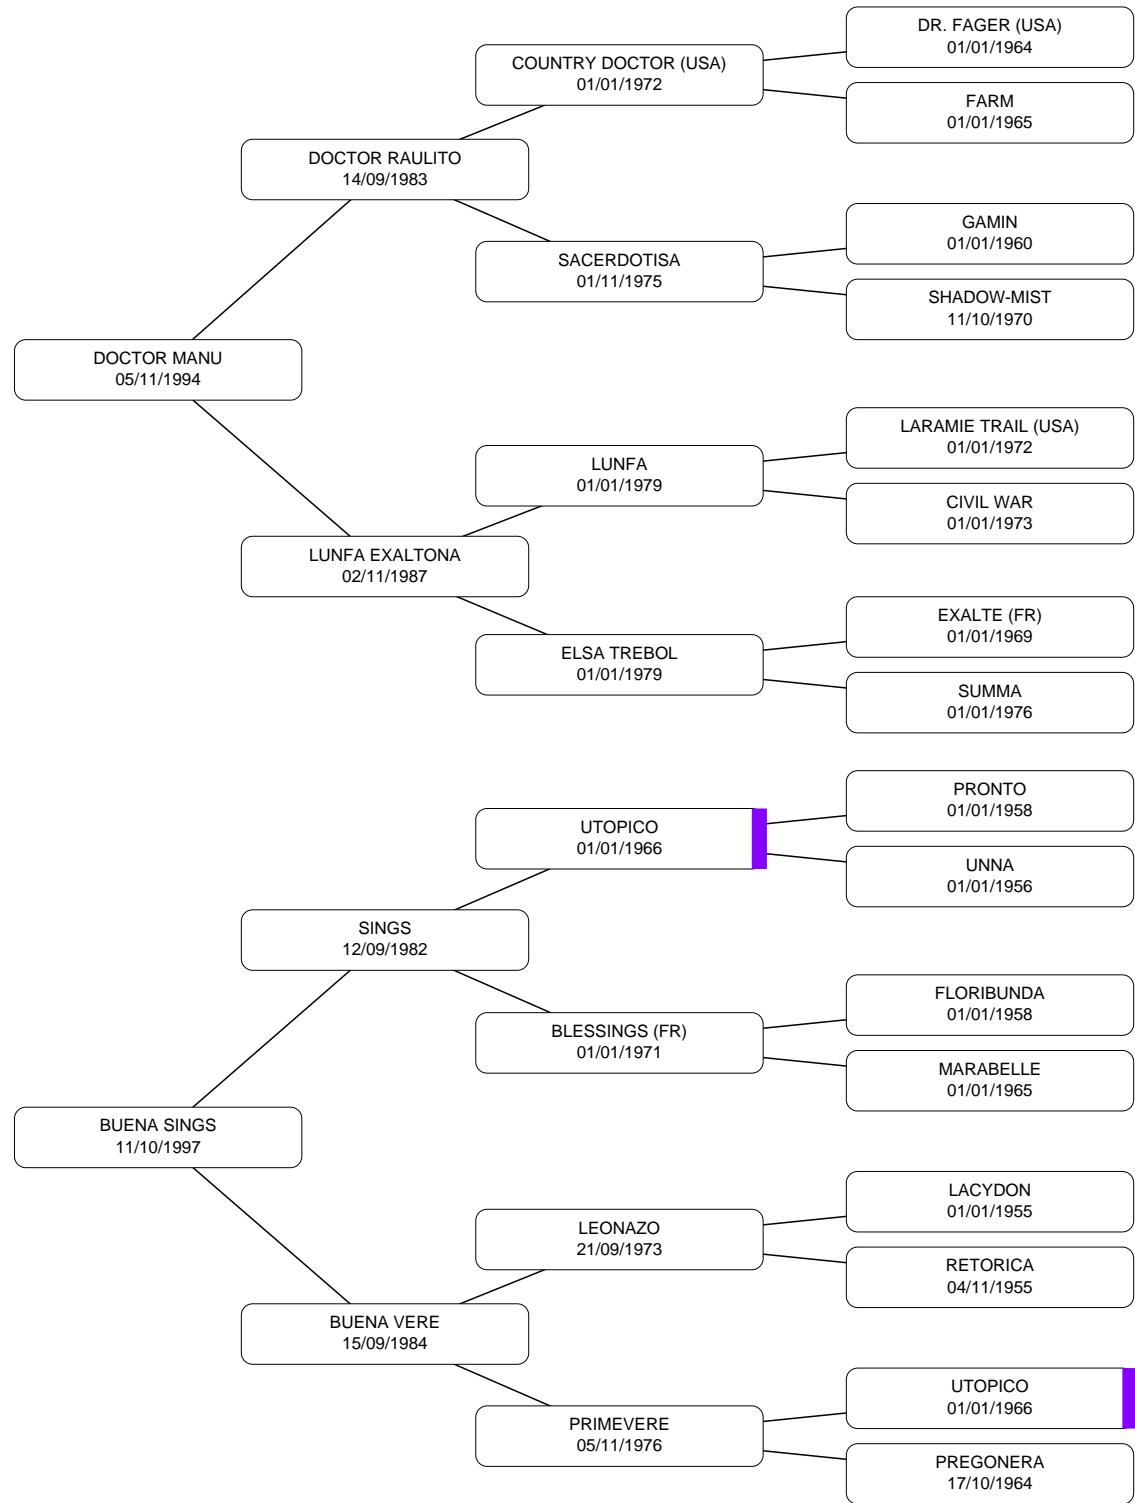 DR. FAGER (USA)
01/01/1964
COUNTRY DOCTOR (USA)
01/01/1972
FARM
01/01/1965
DOCTOR RAULITO
14/09/1983
GAMIN
01/01/1960
SACERDOTISA
01/11/1975
SHADOW-MIST
11/10/1970
DOCTOR MANU
05/11/1994
LARAMIE TRAIL (USA)
01/01/1972
LUNFA
01/01/1979
CIVIL WAR
01/01/1973
LUNFA EXALTONA
02/11/1987
EXALTE (FR)
01/01/1969
ELSA TREBOL
01/01/1979
SUMMA
01/01/1976
PRONTO
01/01/1958
UTOPICO
01/01/1966
UNNA
01/01/1956
SINGS
12/09/1982
FLORIBUNDA
01/01/1958
BLESSINGS (FR)
01/01/1971
MARABELLE
01/01/1965
BUENA SINGS
11/10/1997
LACYDON
01/01/1955
LEONAZO
21/09/1973
RETORICA
04/11/1955
BUENA VERE
15/09/1984
UTOPICO
01/01/1966
PRIMEVERE
05/11/1976
PREGONERA
17/10/1964